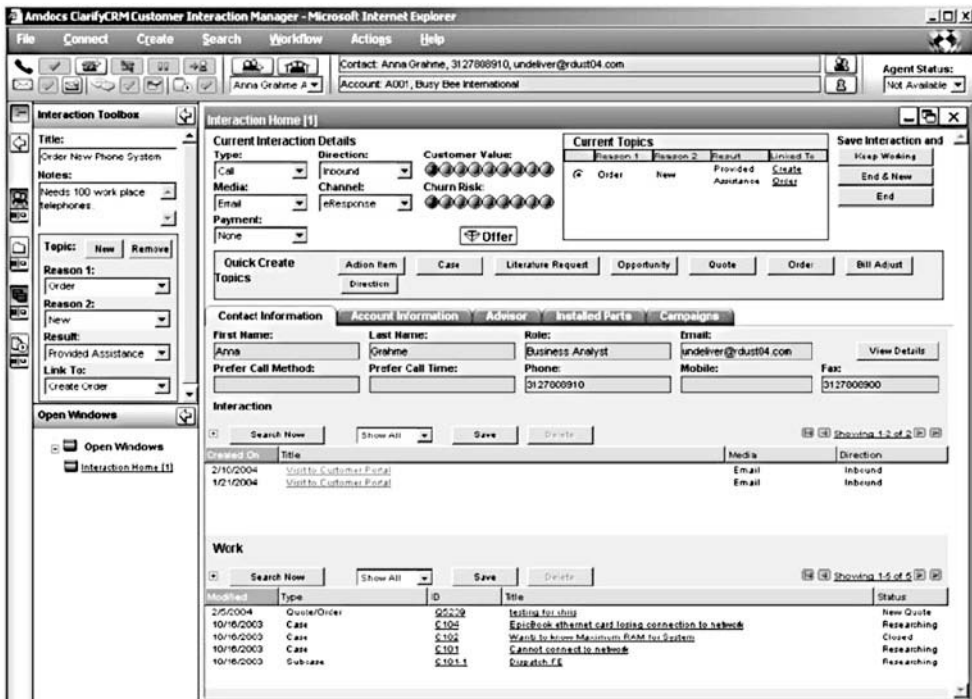 Amdocs ClarifyCRM Customer Interaction Manager - Microsoft Internet Explorer
File Connect Create Search Workflow Actions Help
Contact: Anna Grahme, 3127808910, undeliver@rdust04.com
Agent Status:
Anna Grahme A
Account: A001, Busy Bee International
Not Available
Interaction Toolbox
Title:
Order New Phone System
Notes:
Needs 100 work place
telephones.
Topic: New Remove
Reason 1:
Order
Reason 2:
New
Result:
Provided Assistance
Link To:
Create Order
Open Windows
Open Windows
Interaction Home [1]
Interaction Home [1]
Current Interaction Details
Type: Direction: Customer Value:
Call Inbound
Media: Channel: Churn Risk:
Email eResponse
Payment:
None
Offer
Current Topics
Reason 1 Reason 2 Result Linked To
Order New Provided Assistance Create Order
Save Interaction and
Keep Working
End & New
End
Quick Create Topics
Action Item Case Literature Request Opportunity Quote Order Bill Adjust
Direction
Contact Information Account Information Advisor Installed Parts Campaigns
First Name: Last Name: Role: Email:
Anna Grahme Business Analyst undeliver@rdust04.com View Details
Prefer Call Method: Prefer Call Time: Phone: Mobile: Fax:
3127808910 3127808900
Interaction
Search Now Show All Save Delete Showing 1-2 of 2
Created On Title Media Direction
2/10/2004 Visit to Customer Portal Email Inbound
1/21/2004 Visit to Customer Portal Email Inbound
Work
Search Now Show All Save Delete Showing 1-5 of 5
Modified Type ID Title Status
2/5/2004 Quote/Order Q5229 testing for shig New Quote
10/16/2003 Case C104 EpicBook ethernet card losing connection to network Researching
10/16/2003 Case C102 Wants to know Maximum RAM for System Closed
10/16/2003 Case C101 Cannot connect to network Researching
10/16/2003 Subcase C101-1 Dispatch FE Researching